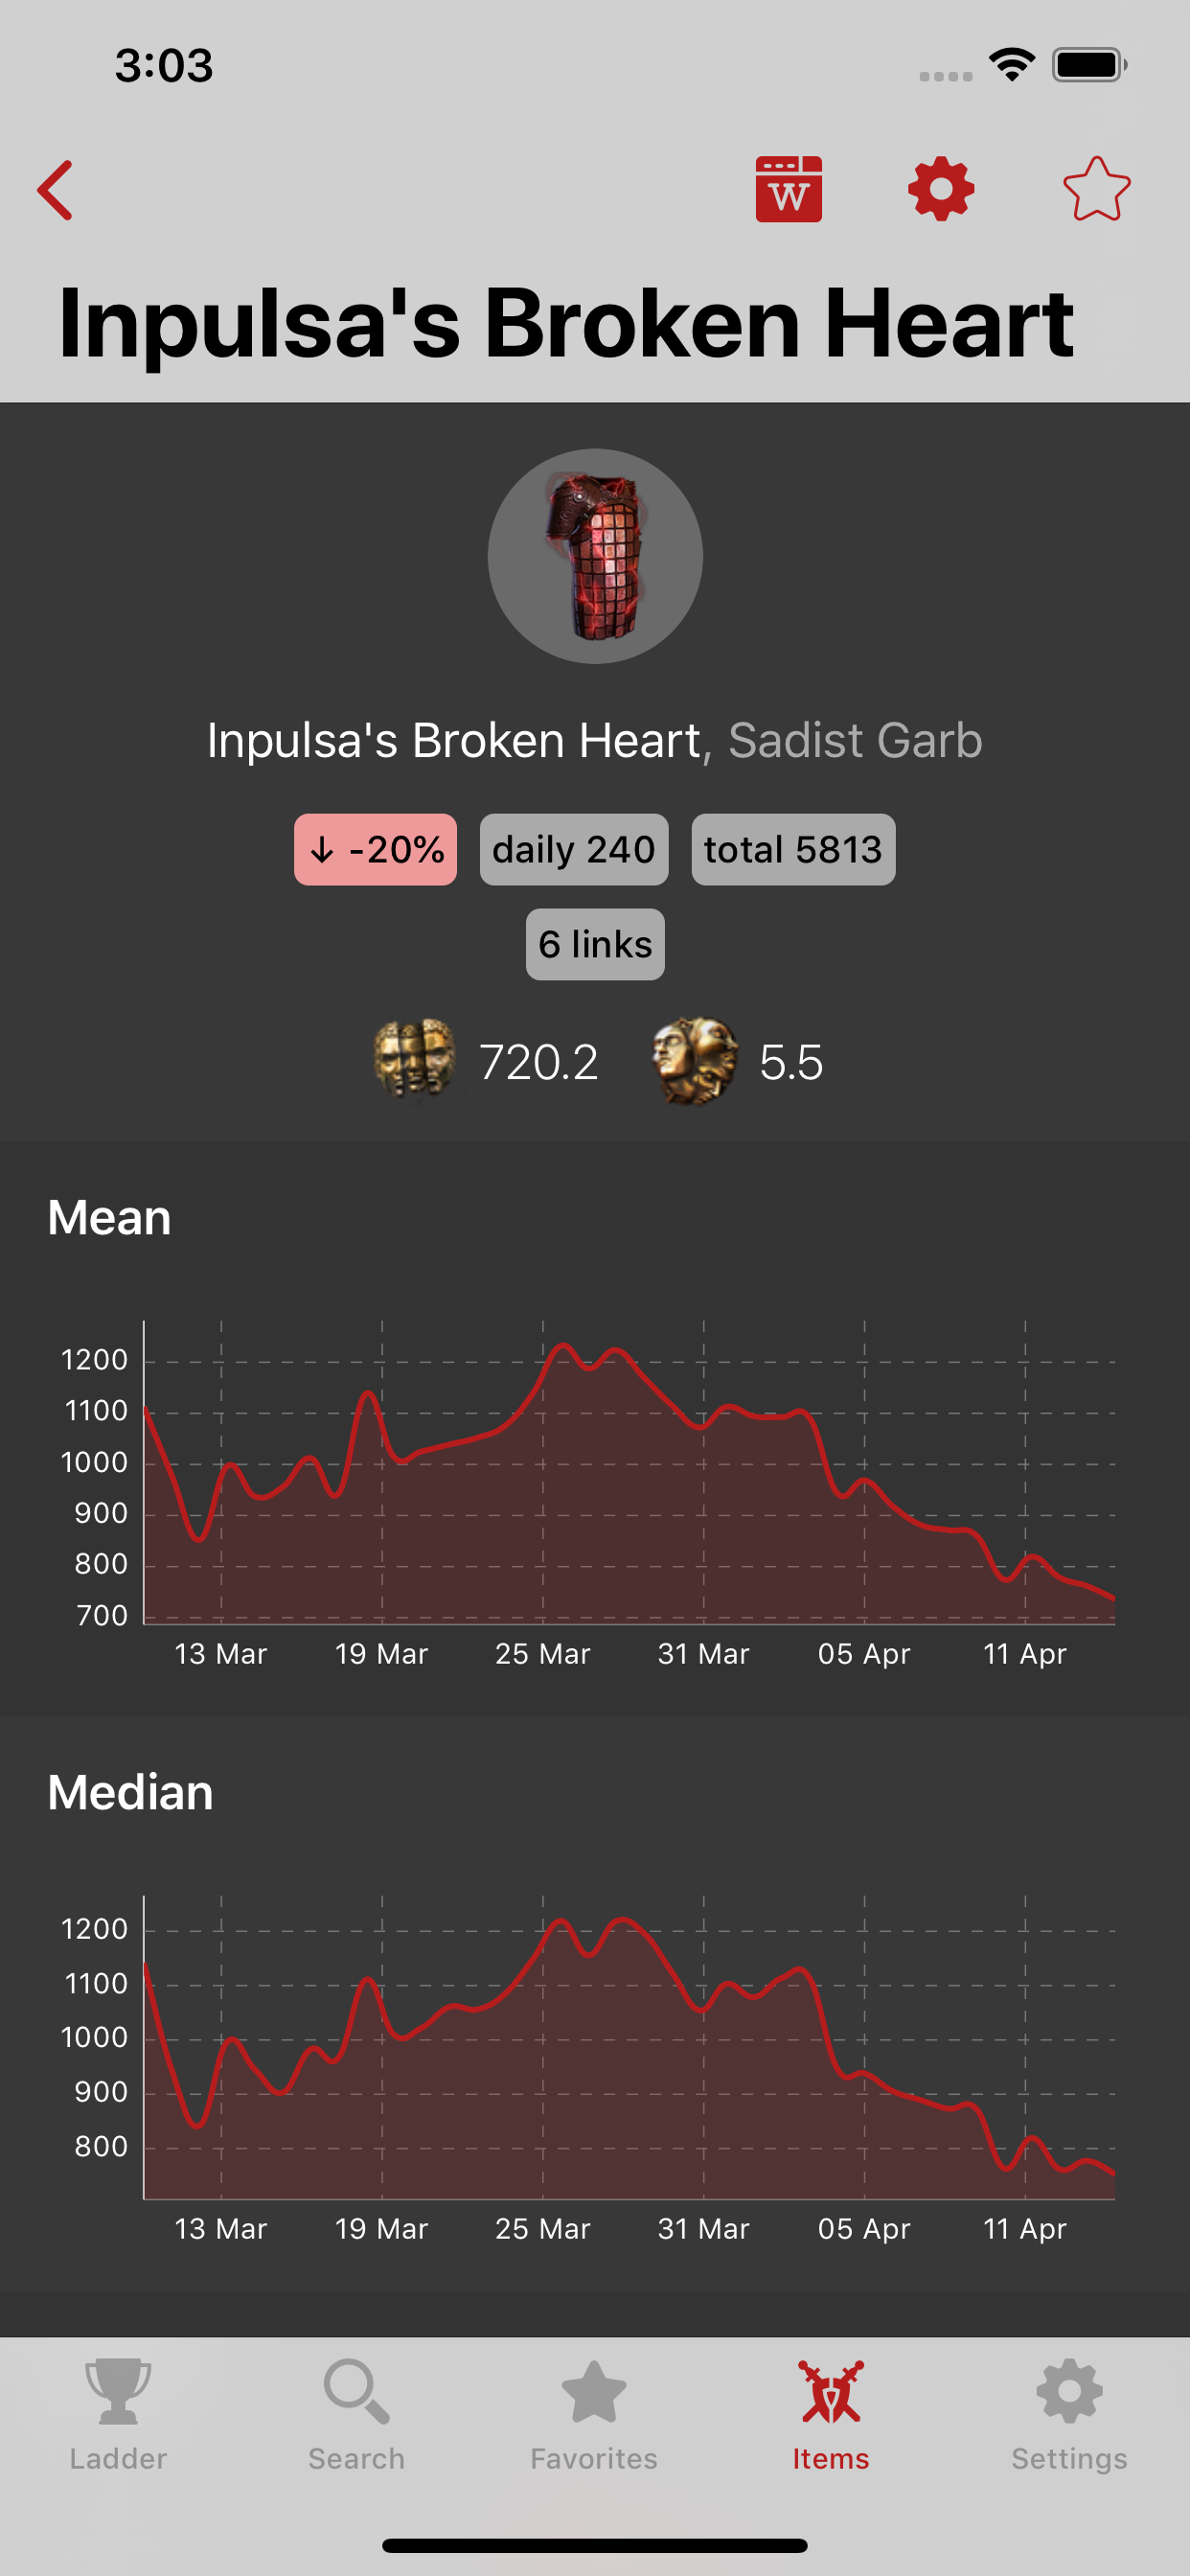 3:03
W
Inpulsa's Broken Heart
Inpulsa's Broken Heart, Sadist Garb
↓ -20% daily 240 total 5813
6 links
720.2 5.5
Mean
1200
1100
1000
900
800
700
13 Mar 19 Mar 25 Mar 31 Mar 05 Apr 11 Apr
Median
1200
1100
1000
900
800
13 Mar 19 Mar 25 Mar 31 Mar 05 Apr 11 Apr
Ladder Search Favorites Items Settings